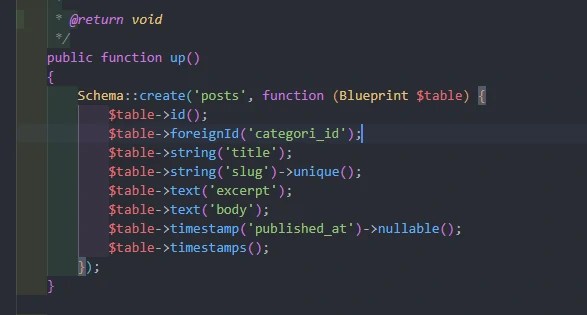 *
* @return void
*/
public function up()
{
Schema::create('posts', function (Blueprint $table) {
$table->id();
$table->foreignId('categori_id');
$table->string('title');
$table->string('slug')->unique();
$table->text('excerpt');
$table->text('body');
$table->timestamp('published_at')->nullable();
$table->timestamps();
});
}